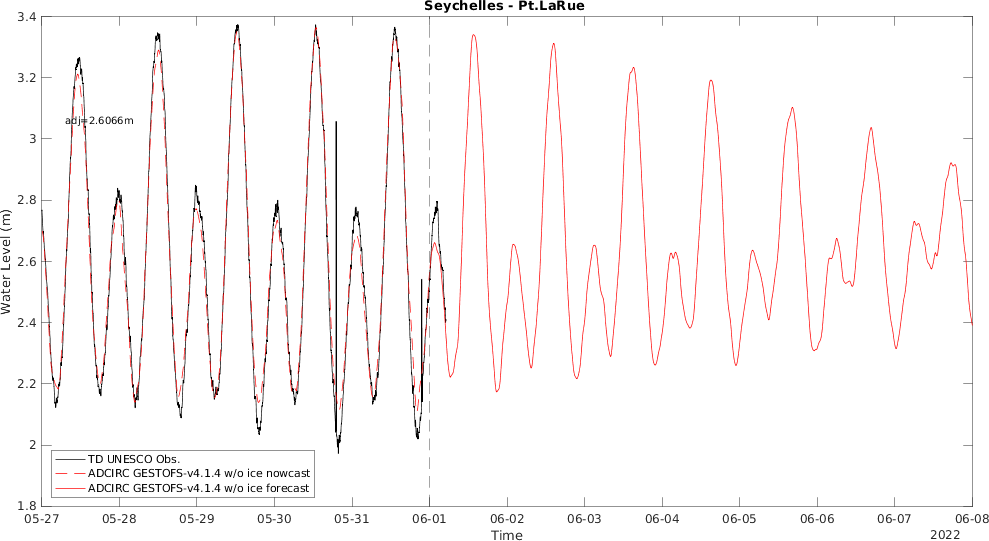 Seychelles - Pt.LaRue
Water Level (m)
3.4
3.2
3
2.8
2.6
2.4
2.2
2
1.8
adj=2.6066m
TD UNESCO Obs.
ADCIRC GESTOFS-v4.1.4 w/o ice nowcast
ADCIRC GESTOFS-v4.1.4 w/o ice forecast
05-27 05-28 05-29 05-30 05-31 06-01 06-02 06-03 06-04 06-05 06-06 06-07 06-08
Time
2022